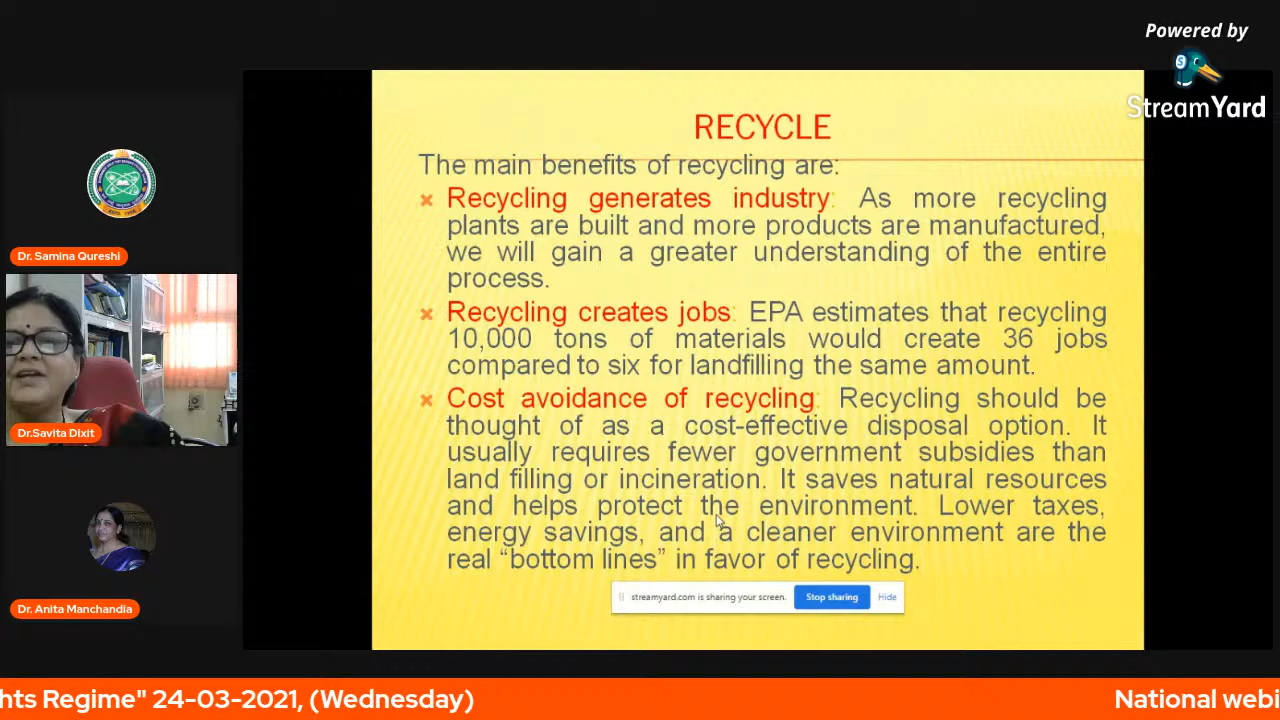 Powered by
StreamYard
RECYCLE
The main benefits of recycling are:
Recycling generates industry: As more recycling
plants are built and more products are manufactured,
we will gain a greater understanding of the entire
process.
Recycling creates jobs: EPA estimates that recycling
10,000 tons of materials would create 36 jobs
compared to six for landfilling the same amount.
Cost avoidance of recycling: Recycling should be
thought of as a cost-effective disposal option. It
usually requires fewer government subsidies than
land filling or incineration. It saves natural resources
and helps protect the environment. Lower taxes,
energy savings, and a cleaner environment are the
real “bottom lines” in favor of recycling.
streamyard.com is sharing your screen. Stop sharing Hide
Dr. Samina Qureshi
Dr.Savita Dixit
Dr. Anita Manchandia
hts Regime" 24-03-2021, (Wednesday) National webi